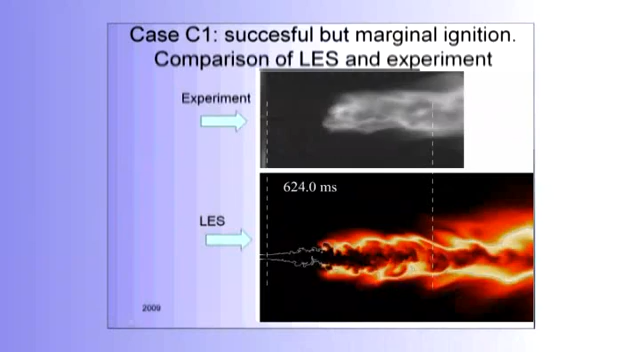 Case C1: succesful but marginal ignition.
Comparison of LES and experiment
Experiment
624.0 ms
LES
2009